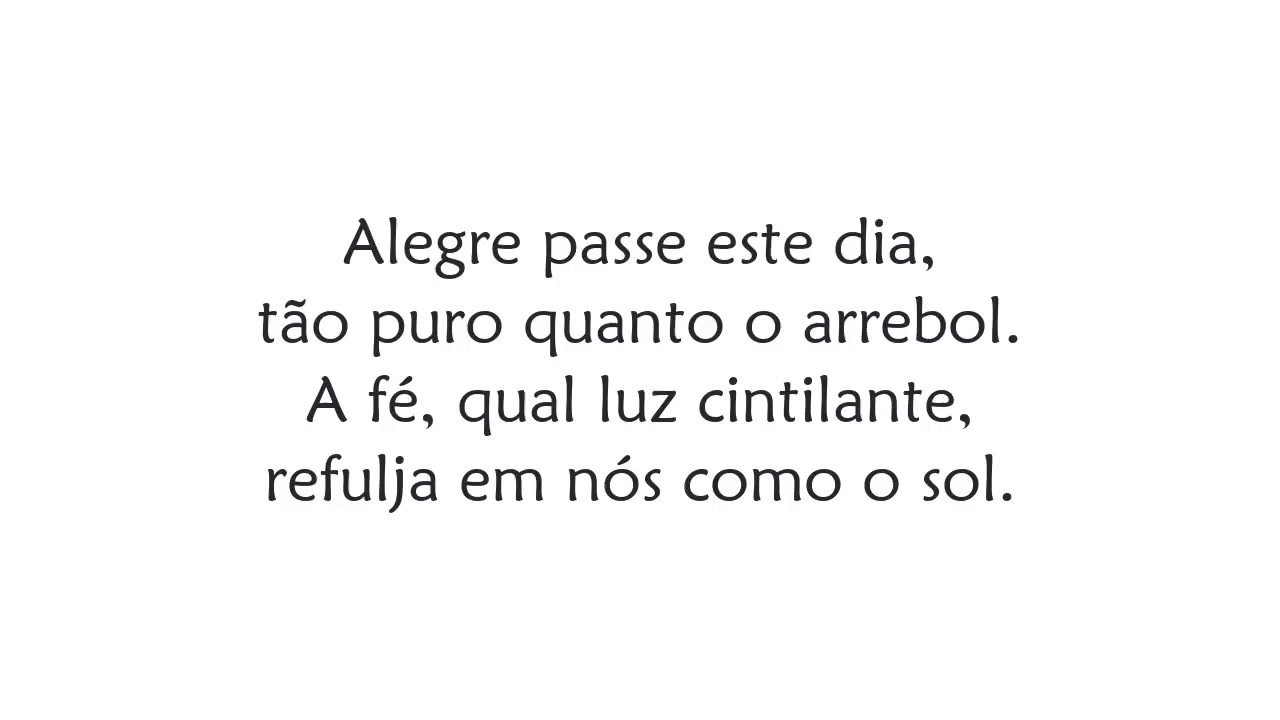 Alegre passe este dia,
tão puro quanto o arrebol.
A fé, qual luz cintilante,
refulja em nós como o sol.